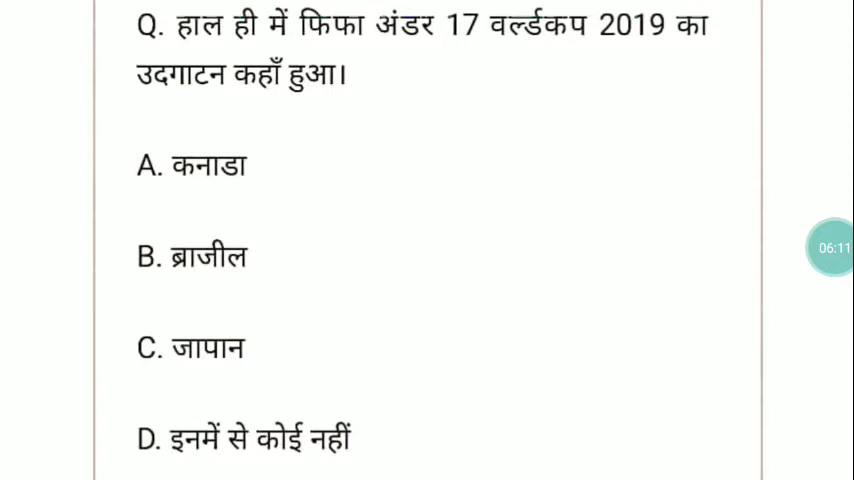 Q. हाल ही में फिफा अंडर 17 वर्ल्डकप 2019 का
उदगाटन कहाँ हुआ।
A. कनाडा
B. ब्राजील
06:11
C. जापान
D. इनमें से कोई नहीं